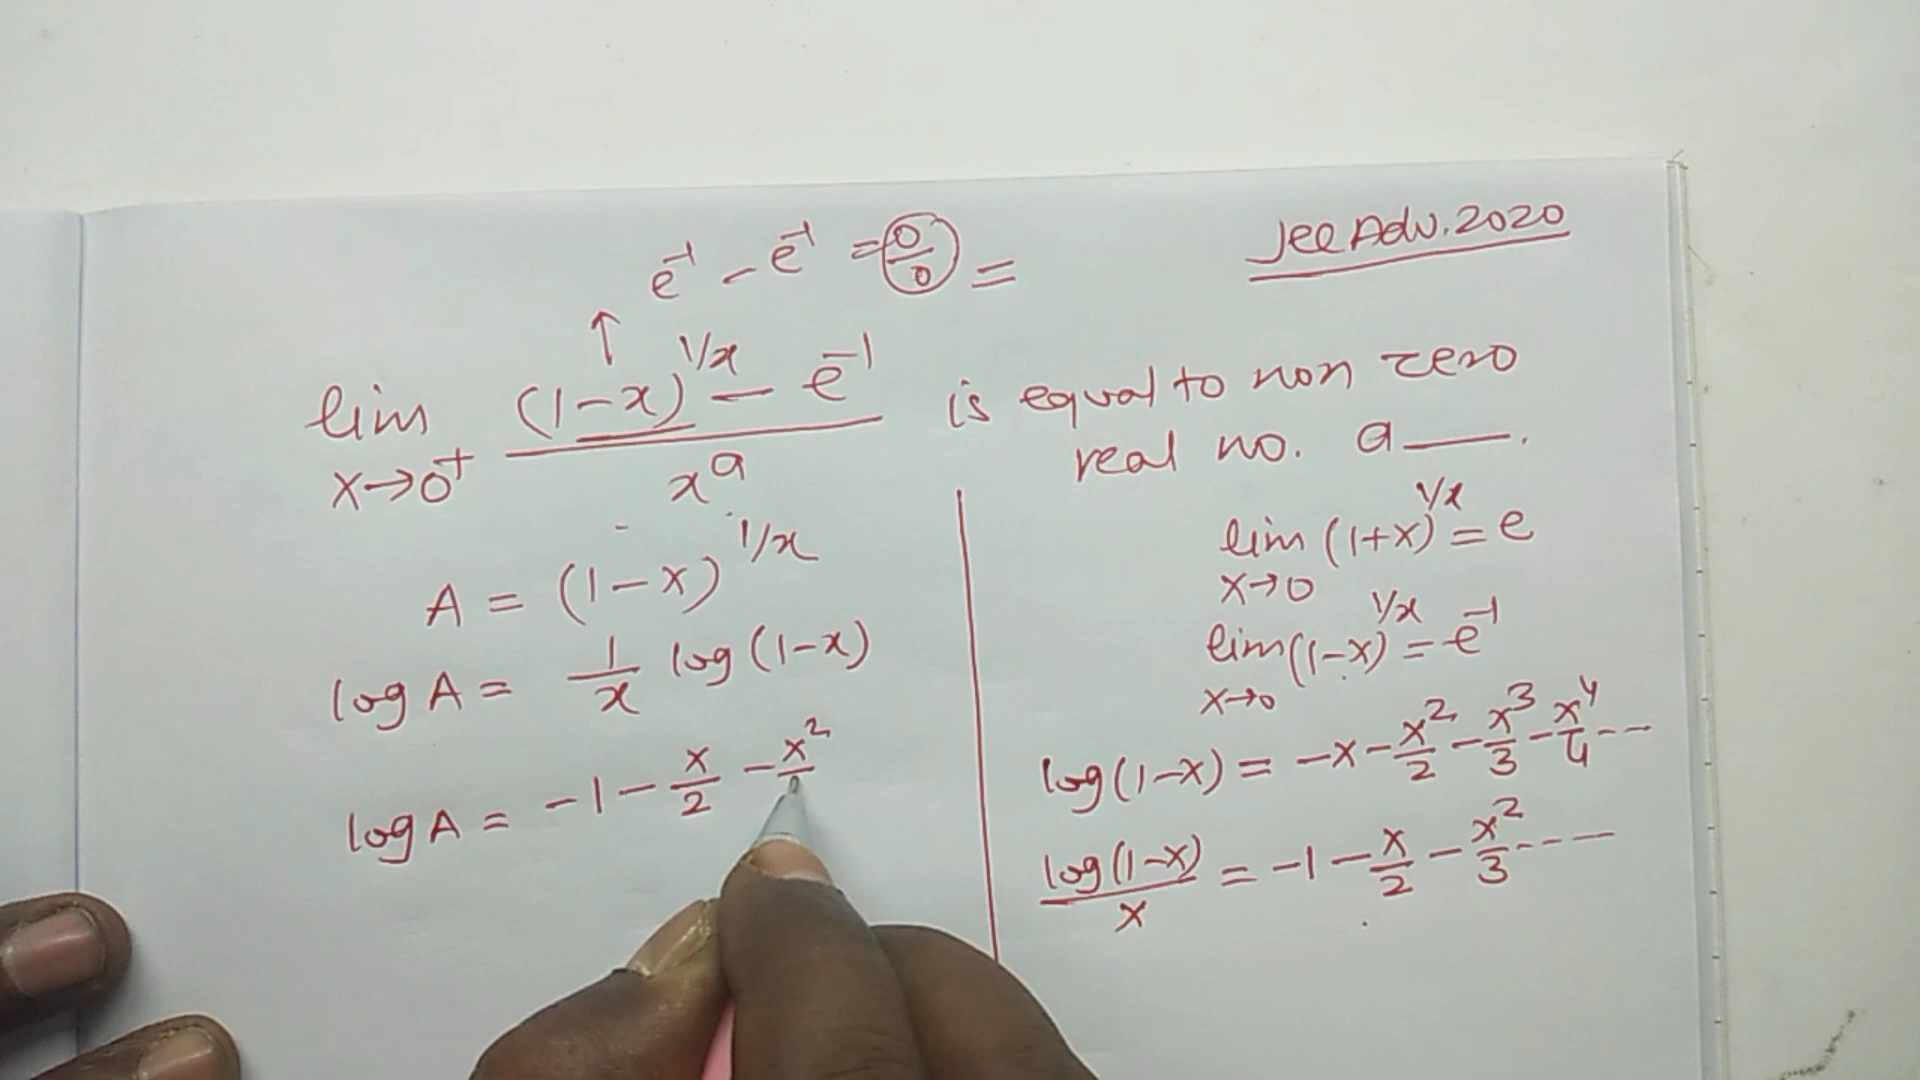 Jee Adv. 2020
e⁻¹ - e⁻¹ = 0/0 =
↑
lim x→0⁺ ((1-x)^(1/x) - e⁻¹)/x^a is equal to non zero
real no. a ___.
A = (1-x)^(1/x)
log A = 1/x log (1-x)
log A = -1 - x/2 - x²/
lim x→0 (1+x)^(1/x) = e
lim x→0 (1-x)^(1/x) = e⁻¹
log (1-x) = -x - x²/2 - x³/3 - x⁴/4 ---
log (1-x)/x = -1 - x/2 - x²/3 ----